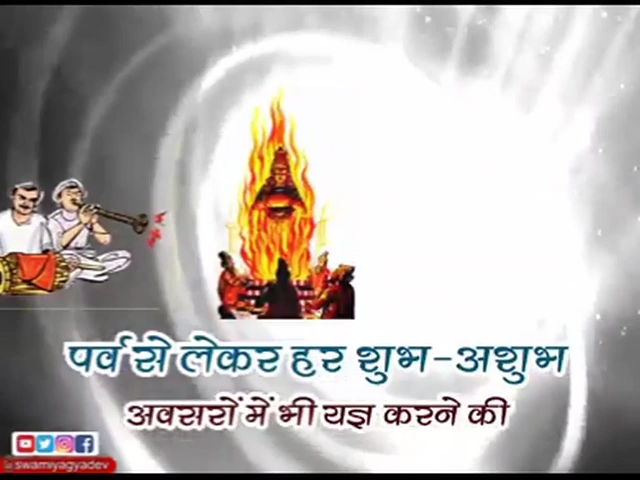 पर्व से लेकर हर शुभ-अशुभ
अवसरों में भी यज्ञ करने की
swamiyagyadev